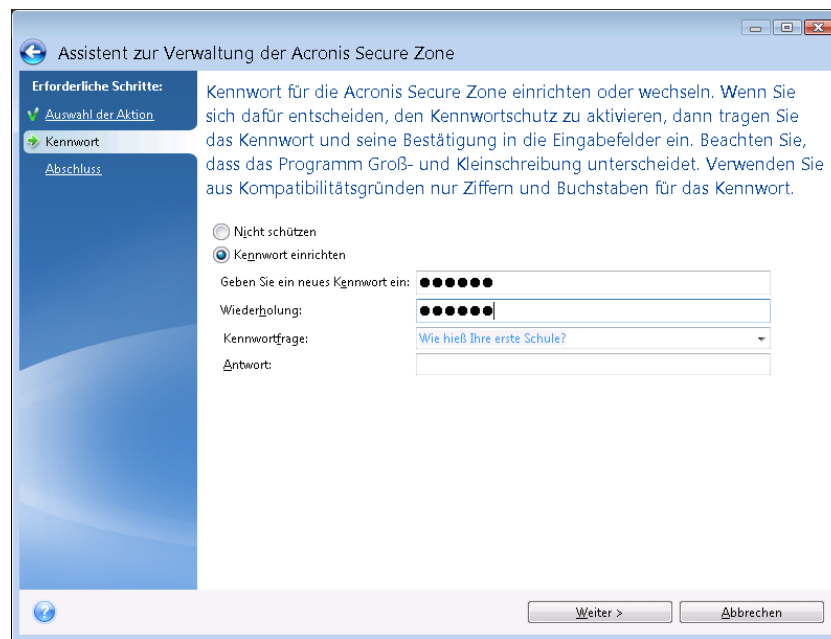 Assistent zur Verwaltung der Acronis Secure Zone
Erforderliche Schritte:
Auswahl der Aktion
Kennwort
Abschluss
Kennwort für die Acronis Secure Zone einrichten oder wechseln. Wenn Sie
sich dafür entscheiden, den Kennwortschutz zu aktivieren, dann tragen Sie
das Kennwort und seine Bestätigung in die Eingabefelder ein. Beachten Sie,
dass das Programm Groß- und Kleinschreibung unterscheidet. Verwenden Sie
aus Kompatibilitätsgründen nur Ziffern und Buchstaben für das Kennwort.
Nicht schützen
Kennwort einrichten
Geben Sie ein neues Kennwort ein: ●●●●●●
Wiederholung: ●●●●●●
Kennwortfrage: Wie hieß Ihre erste Schule?
Antwort:
Weiter > Abbrechen